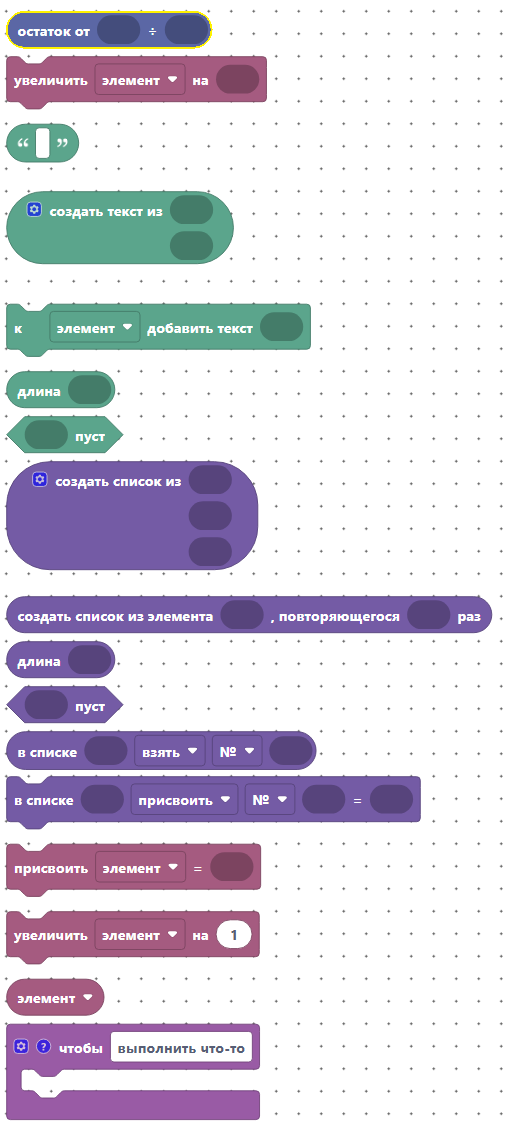 остаток от ÷
увеличить элемент на
“ ”
создать текст из
к элемент добавить текст
длина
пуст
создать список из
создать список из элемента , повторяющегося раз
длина
пуст
в списке взять №
в списке присвоить № =
присвоить элемент =
увеличить элемент на 1
элемент
? чтобы выполнить что-то